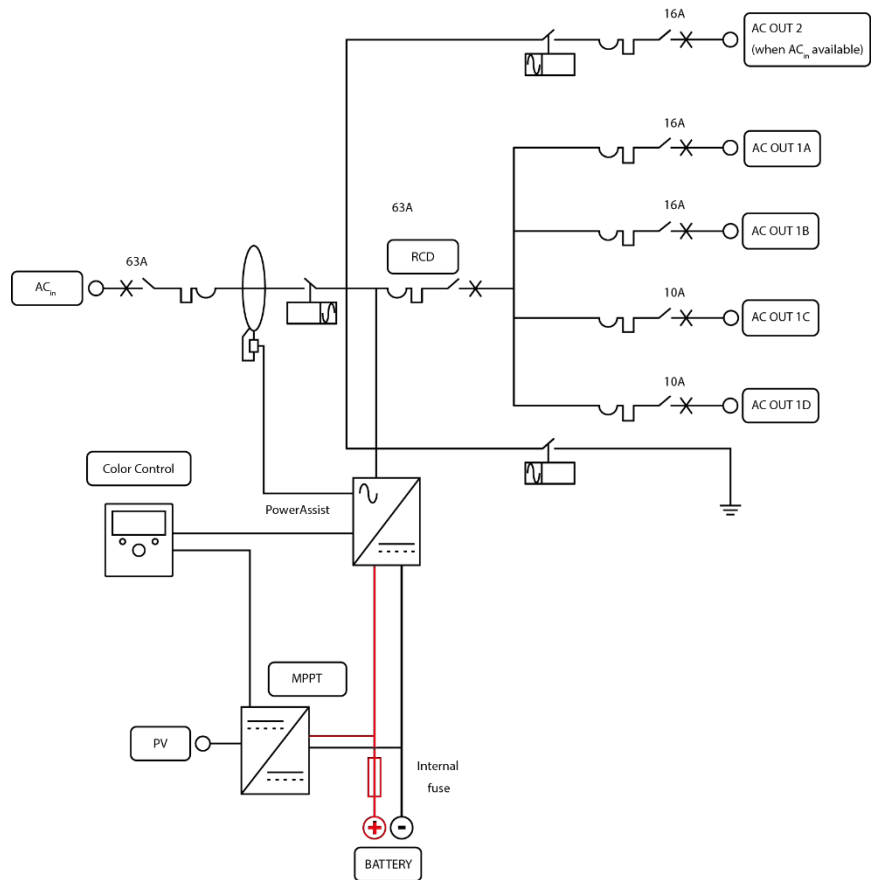 16A
AC OUT 2
(when ACin available)
16A
AC OUT 1A
63A
16A
AC OUT 1B
63A
RCD
ACin
10A
AC OUT 1C
10A
AC OUT 1D
Color Control
PowerAssist
MPPT
PV
Internal
fuse
+ -
BATTERY